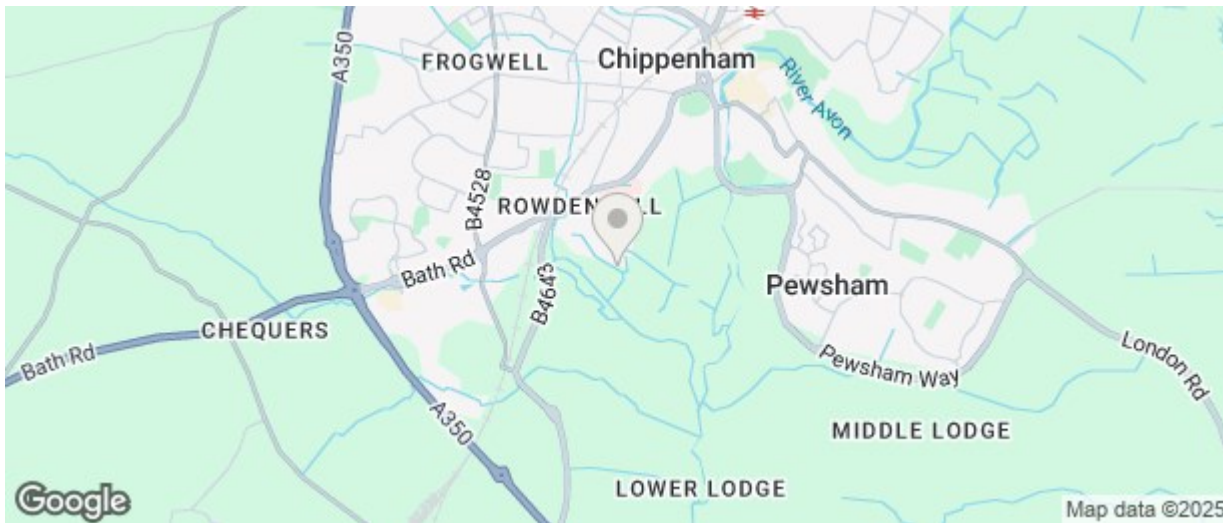 A350
FROGWELL
Chippenham
River Avon
B4528
ROWDEN
LL
Bath Rd
B4643
Pewsham
CHEQUERS
Bath Rd
London Rd
Pewsham Way
A350
MIDDLE LODGE
LOWER LODGE
Google
Map data ©2025